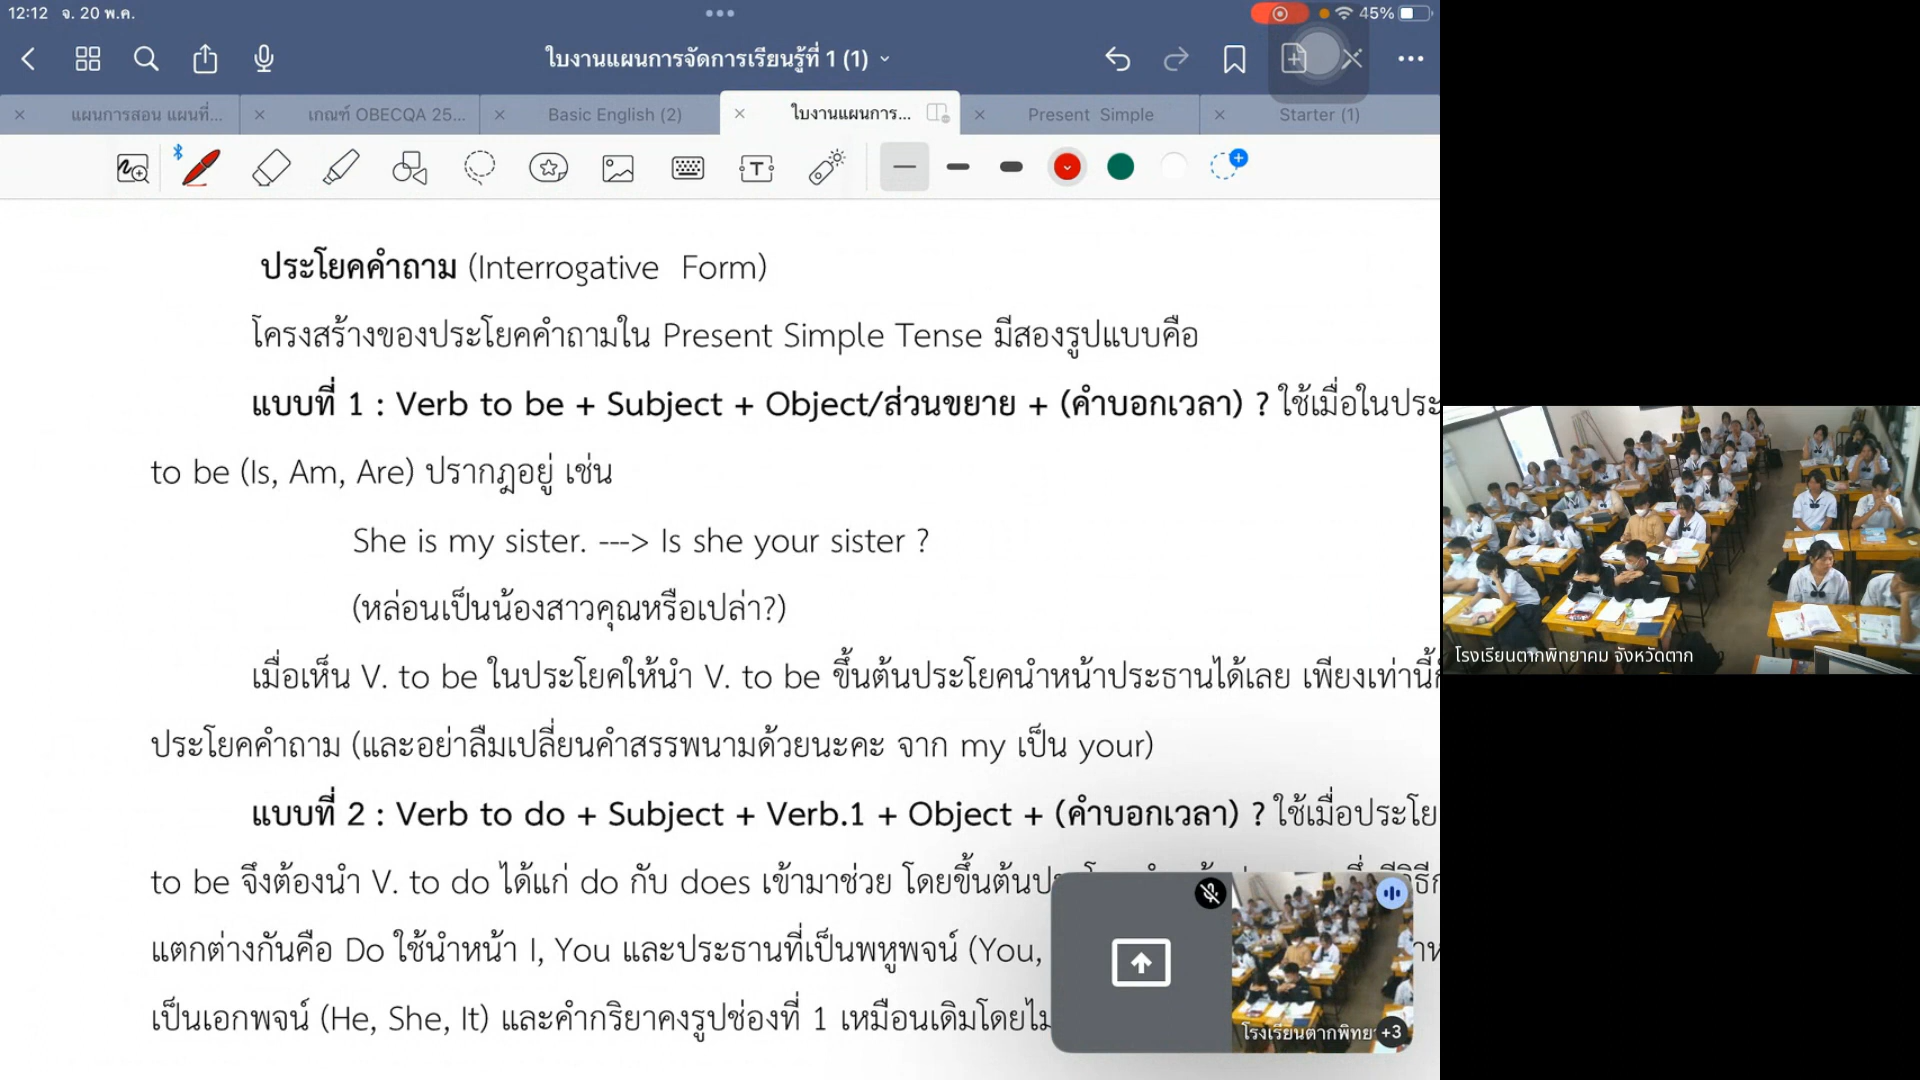 12:12 จ. 20 พ.ค.
45%
ใบงานแผนการจัดการเรียนรู้ที่ 1 (1)
แผนการสอน แผนที่...
เกณฑ์ OBECQA 25...
Basic English (2)
ใบงานแผนการ...
Present Simple
Starter (1)
ประโยคคำถาม (Interrogative Form)
โครงสร้างของประโยคคำถามใน Present Simple Tense มีสองรูปแบบคือ
แบบที่ 1 : Verb to be + Subject + Object/ส่วนขยาย + (คำบอกเวลา) ? ใช้เมื่อในประ
to be (Is, Am, Are) ปรากฎอยู่ เช่น
She is my sister. ---> Is she your sister ?
(หล่อนเป็นน้องสาวคุณหรือเปล่า?)
เมื่อเห็น V. to be ในประโยคให้นำ V. to be ขึ้นต้นประโยคนำหน้าประธานได้เลย เพียงเท่านี้
ประโยคคำถาม (และอย่าลืมเปลี่ยนคำสรรพนามด้วยนะคะ จาก my เป็น your)
แบบที่ 2 : Verb to do + Subject + Verb.1 + Object + (คำบอกเวลา) ? ใช้เมื่อประโย
to be จึงต้องนำ V. to do ได้แก่ do กับ does เข้ามาช่วย โดยขึ้นต้น
แตกต่างกันคือ Do ใช้นำหน้า I, You และประธานที่เป็นพหูพจน์ (You,
เป็นเอกพจน์ (He, She, It) และคำกริยาคงรูปช่องที่ 1 เหมือนเดิมโดย
โรงเรียนตากพิทยา +3
โรงเรียนตากพิทยาคม จังหวัดตาก